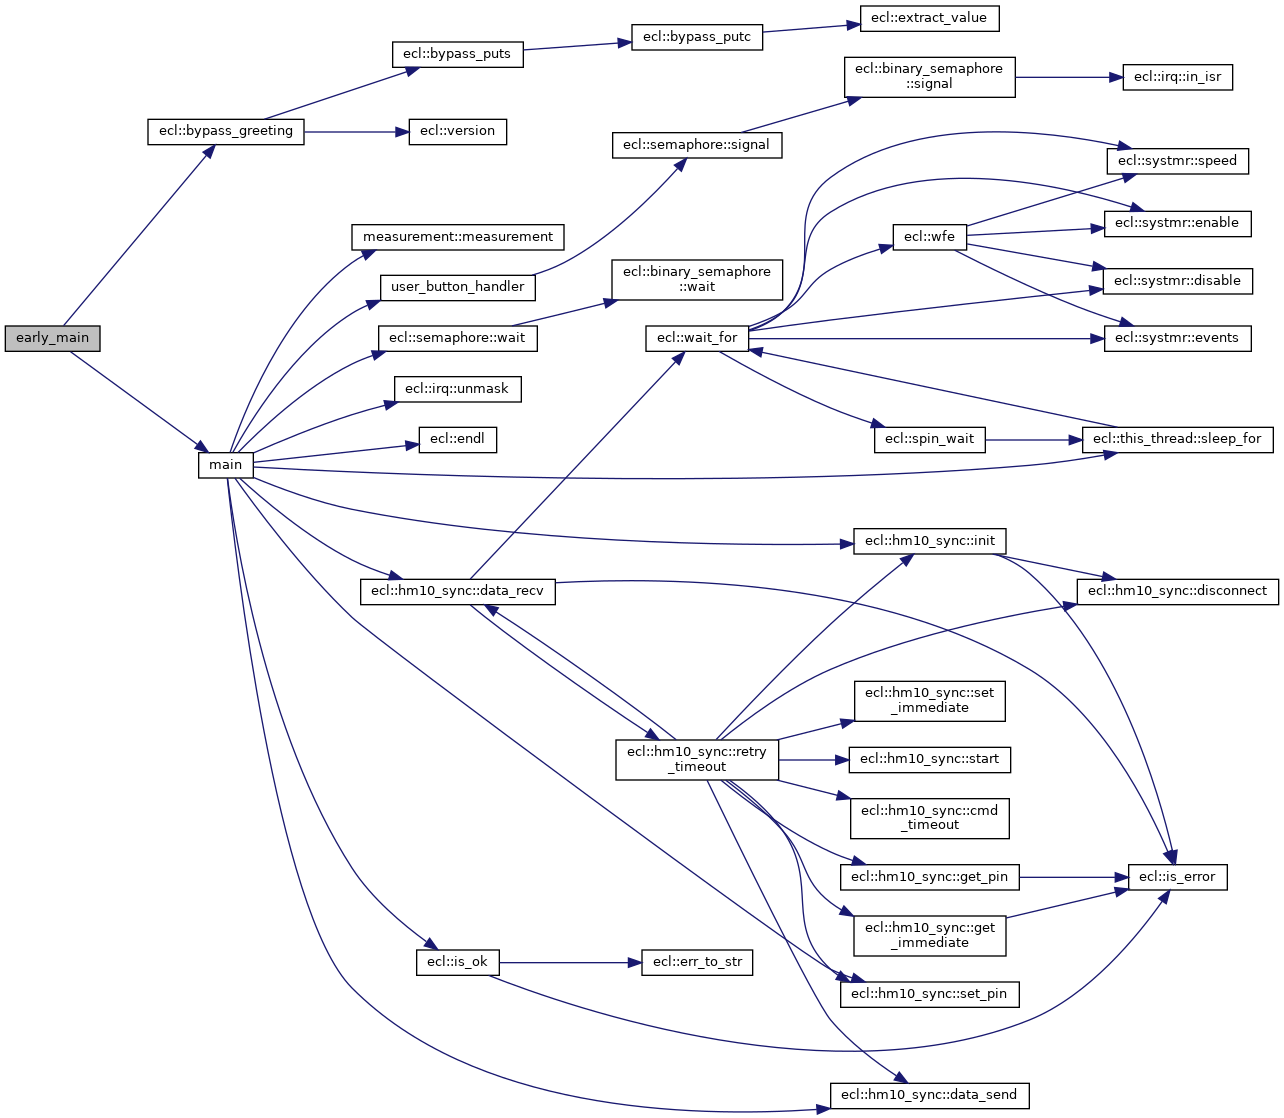 ecl::extract_value
ecl::bypass_putc
ecl::bypass_puts
ecl::binary_semaphore
::signal
ecl::irq::in_isr
ecl::bypass_greeting
ecl::version
ecl::semaphore::signal
ecl::systmr::speed
ecl::systmr::enable
measurement::measurement
ecl::wfe
ecl::binary_semaphore
::wait
user_button_handler
ecl::systmr::disable
early_main
ecl::semaphore::wait
ecl::wait_for
ecl::systmr::events
ecl::irq::unmask
ecl::endl
ecl::spin_wait
ecl::this_thread::sleep_for
main
ecl::hm10_sync::init
ecl::hm10_sync::data_recv
ecl::hm10_sync::disconnect
ecl::hm10_sync::set
_immediate
ecl::hm10_sync::retry
_timeout
ecl::hm10_sync::start
ecl::hm10_sync::cmd
_timeout
ecl::hm10_sync::get_pin
ecl::is_error
ecl::hm10_sync::get
_immediate
ecl::is_ok
ecl::err_to_str
ecl::hm10_sync::set_pin
ecl::hm10_sync::data_send